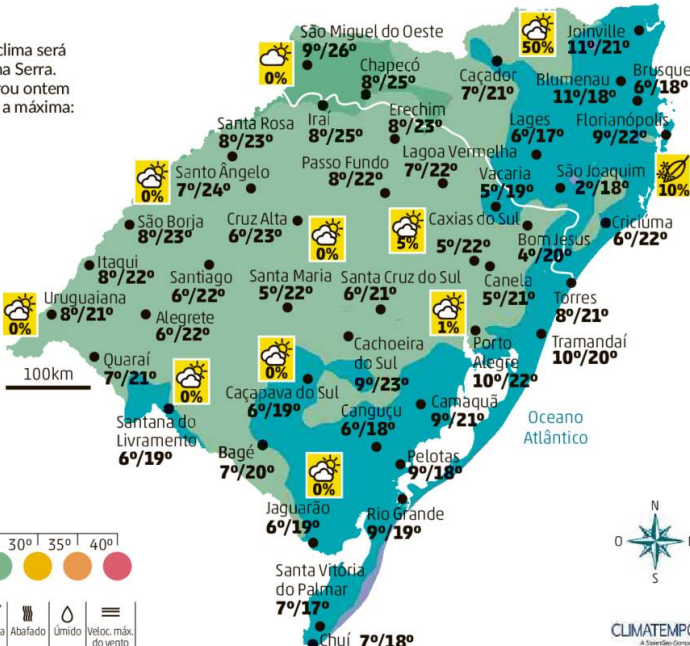 clima será
na Serra.
rou ontem
a máxima:
São Miguel do Oeste
9º/26º
0%
Chapecó
8º/25º
50%
Joinville
11º/21º
Caçador
7º/21º
Blumenau
11º/18º
Brusque
6º/18º
Santa Rosa
8º/23º
Iraí
8º/25º
Erechim
8º/23º
Lages
6º/17º
Florianópolis
9º/22º
10%
Santo Ângelo
7º/24º
0%
Passo Fundo
8º/22º
Lagoa Vermelha
7º/22º
Vacaria
5º/19º
São Joaquim
2º/18º
São Borja
8º/23º
Cruz Alta
6º/23º
0%
5%
Caxias do Sul
5º/22º
Bom Jesus
4º/20º
Criciúma
6º/22º
Itaqui
8º/22º
Santiago
6º/22º
Santa Maria
5º/22º
Santa Cruz do Sul
6º/21º
Canela
5º/21º
Torres
8º/21º
0%
Uruguaiana
8º/21º
Alegrete
6º/22º
1%
Porto
Alegre
10º/22º
Tramandaí
10º/20º
Quaraí
7º/21º
100km
0%
0%
Cachoeira
do Sul
9º/23º
Caçapava do Sul
6º/19º
Canguçu
6º/18º
Camaquã
9º/21º
Oceano
Atlântico
Santana do
Livramento
6º/19º
Bagé
7º/20º
0%
Pelotas
9º/18º
Jaguarão
6º/19º
Rio Grande
9º/19º
N
O
S
30º 35º 40º
Santa Vitória
do Palmar
7º/17º
Abafado
Úmido
Veloc. máx.
do vento
Chuí 7º/18º
CLIMATEMPO